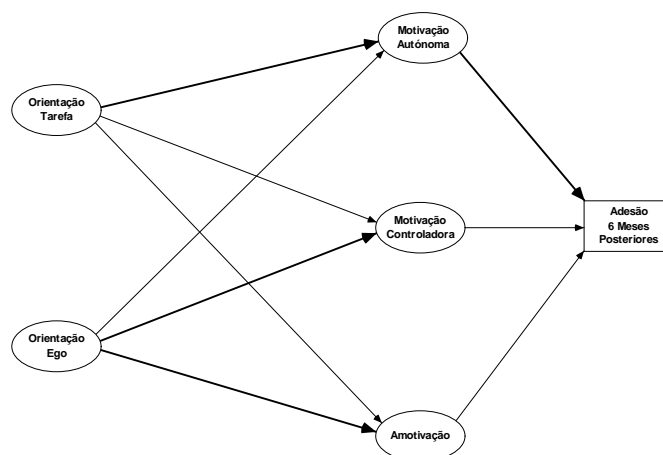 Motivação
Autónoma
Orientação
Tarefa
Motivação
Controladora
Adesão
6 Meses
Posteriores
Orientação
Ego
Amotivação